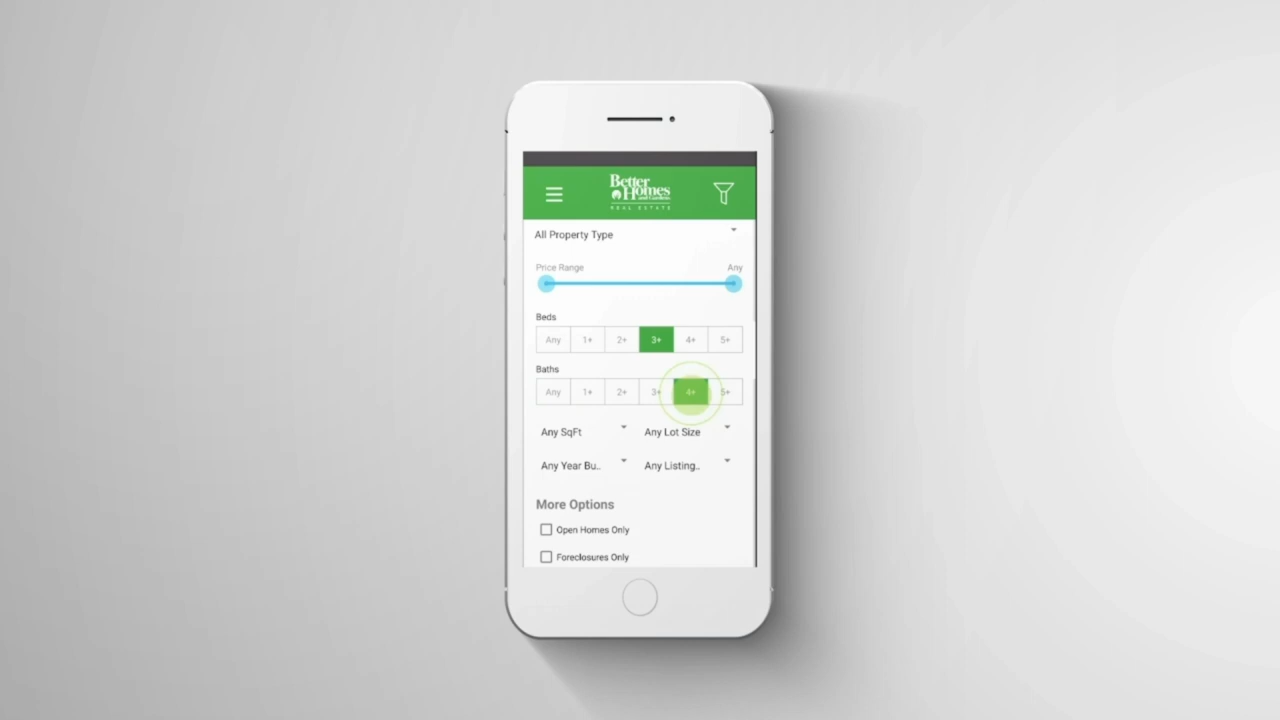 Better
Homes
and Gardens
REAL ESTATE
All Property Type
Price Range Any
Beds
Any 1+ 2+ 3+ 4+ 5+
Baths
Any 1+ 2+ 3+ 4+ 5+
Any SqFt Any Lot Size
Any Year Bu.. Any Listing..
More Options
Open Homes Only
Foreclosures Only